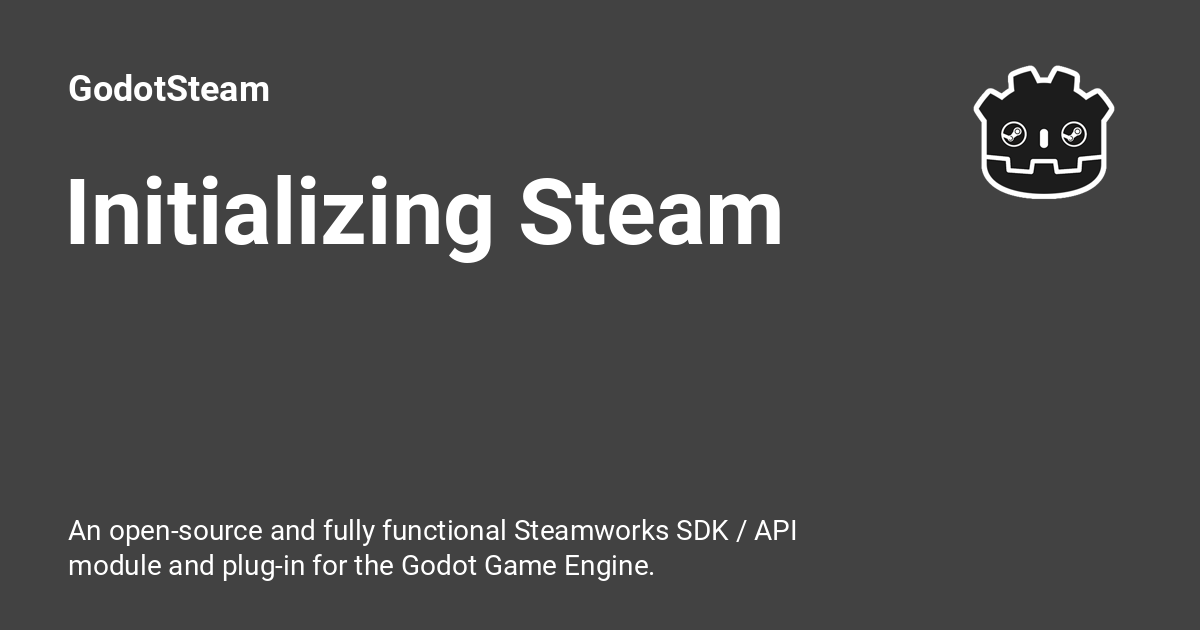 GodotSteam
Initializing Steam
An open-source and fully functional Steamworks SDK / API
module and plug-in for the Godot Game Engine.